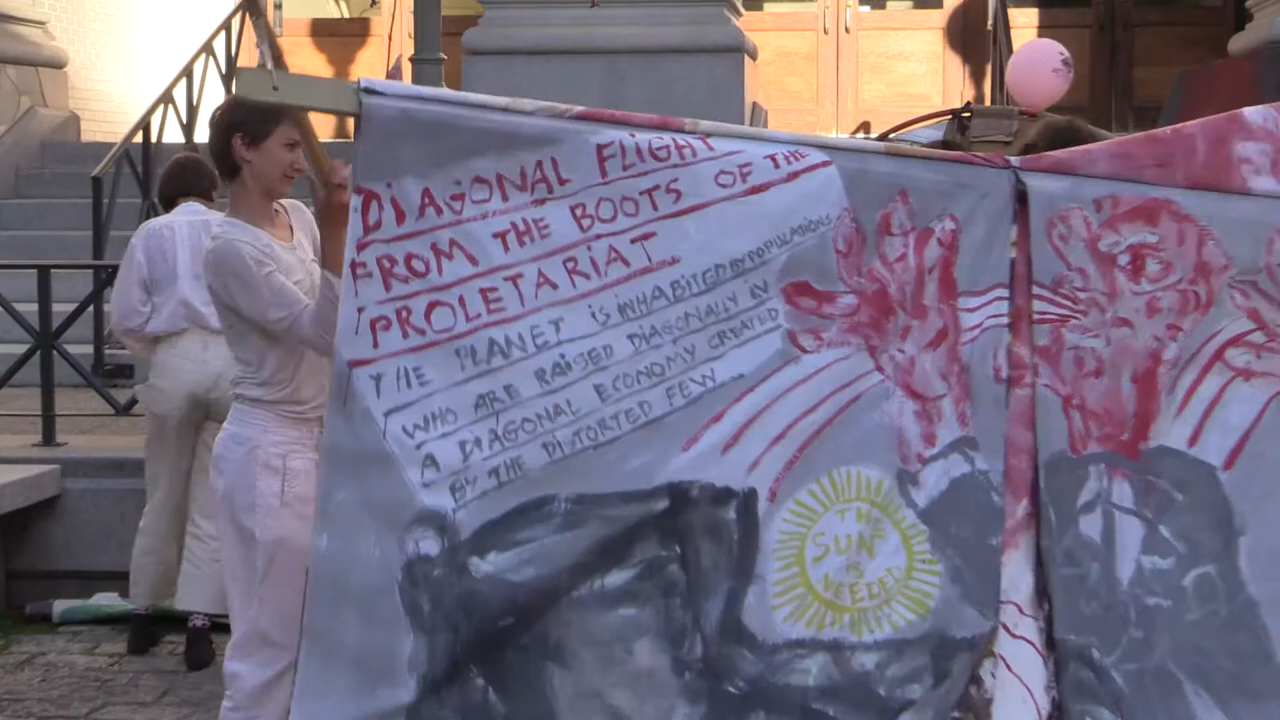 DIAGONAL FLIGHT
FROM THE BOOTS OF THE
PROLETARIAT
THE PLANET IS INHABITED BY POPULATIONS
WHO ARE RAISED DIAGONALLY IN
A DIAGONAL ECONOMY CREATED
BY THE DISTORTED FEW
THE
SUN
IS
NEEDED